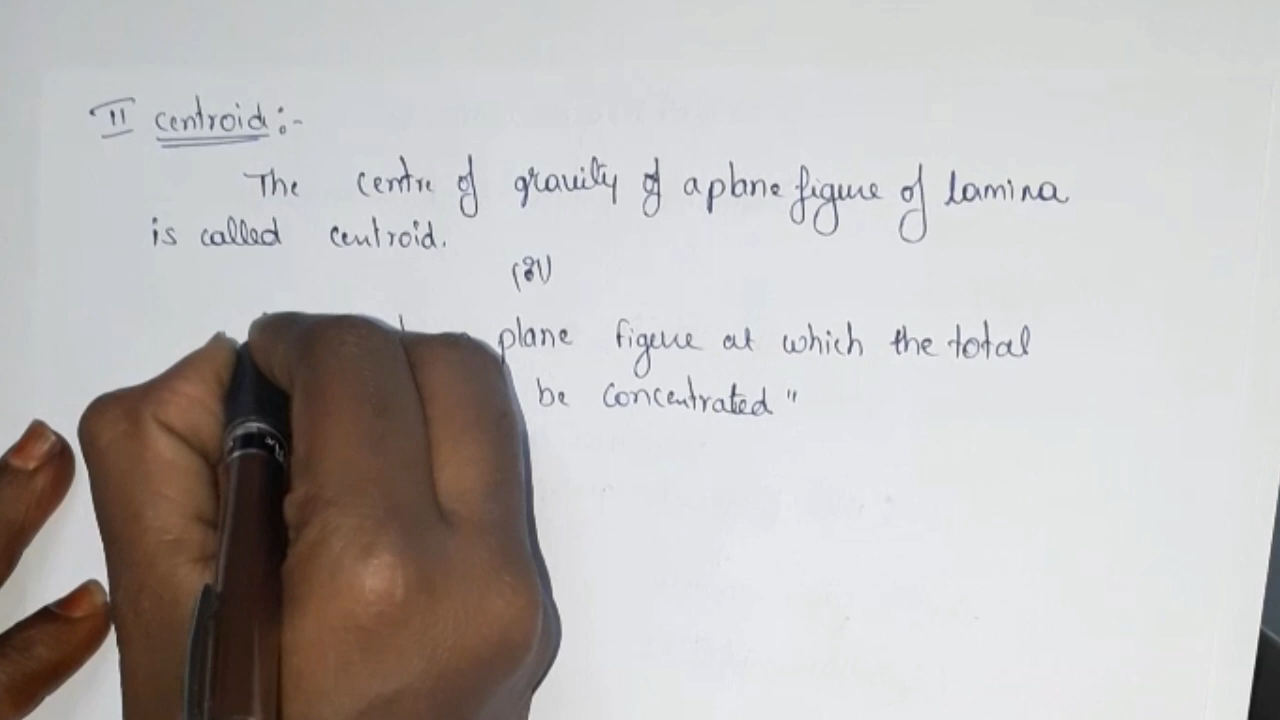 II centroid:-
The centre of gravity of a plane figure of lamina
is called centroid.
(or)
plane figure at which the total
be concentrated "